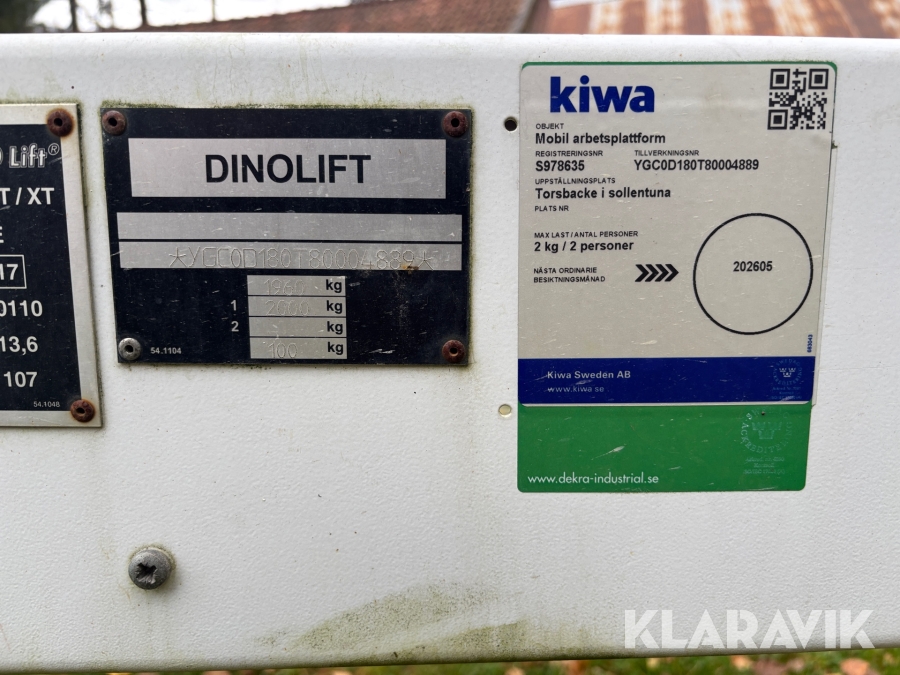 Lift®
T / XT
E
17
0110
13,6
107
54.1048
DINOLIFT
*YGC0D180T80004889*
1960 kg
1 2000 kg
2 kg
100 kg
54.1104
kiwa
OBJEKT
Mobil arbetsplattform
REGISTRERINGSNR TILLVERKNINGSNR
S978635 YGC0D180T80004889
UPPSTÄLLNINGSPLATS
Torsbacke i sollentuna
PLATS NR
MAX LAST / ANTAL PERSONER
2 kg / 2 personer
NÄSTA ORDINARIE
BESIKTNINGSMÅNAD
202605
Kiwa Sweden AB
www.kiwa.se
www.dekra-industrial.se
KLARAVIK